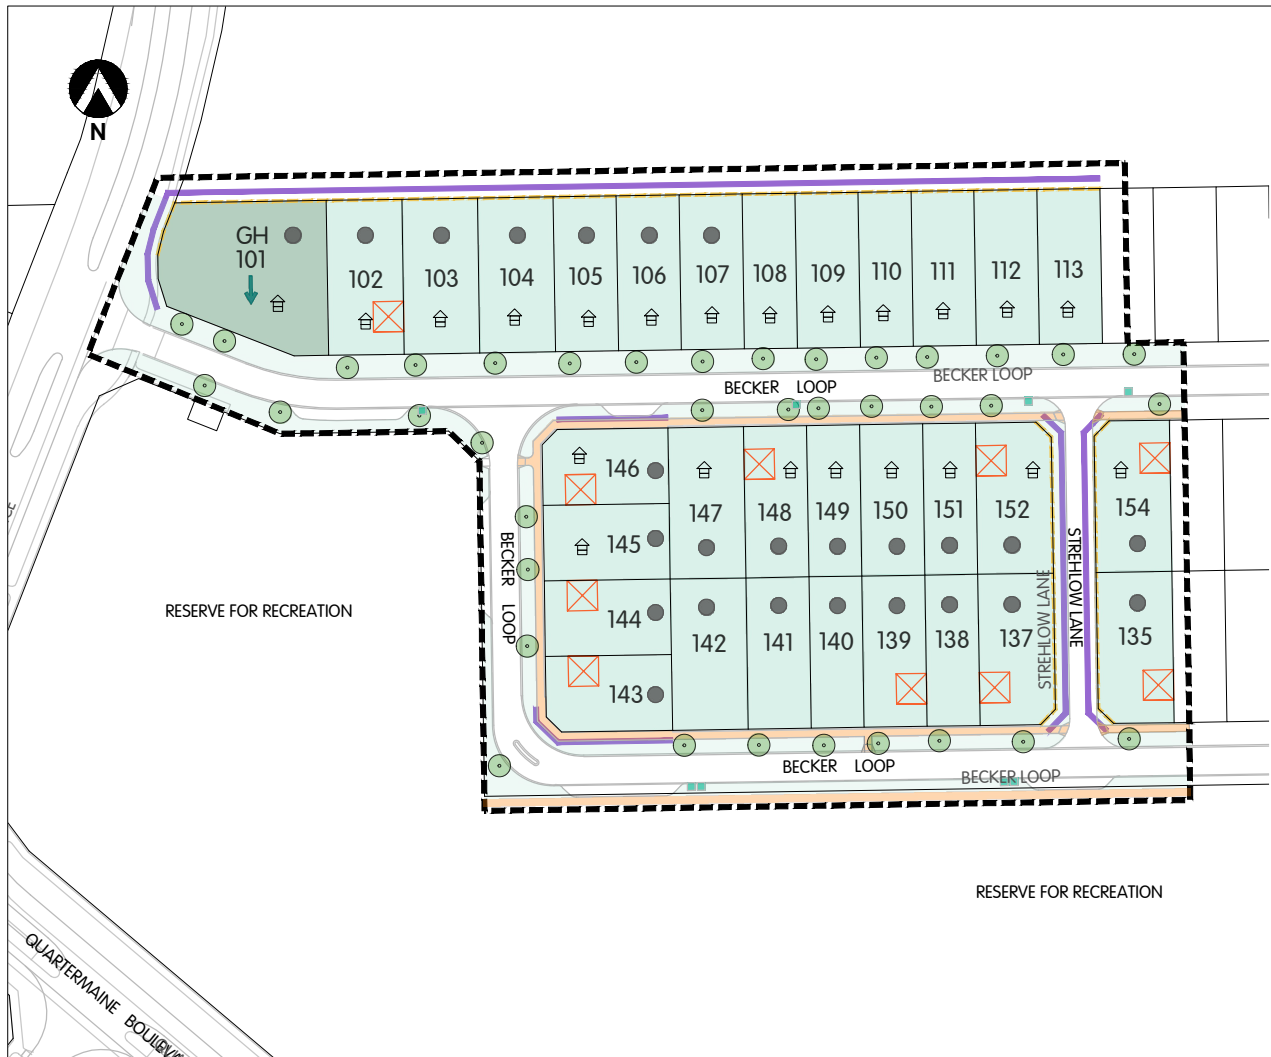 N
GH
101
102
103
104
105
106
107
108
109
110
111
112
113
BECKER LOOP
BECKER LOOP
146
147
148
149
150
151
152
154
145
BECKER LOOP
STREHLOW LANE
STREHLOW LANE
RESERVE FOR RECREATION
144
142
141
140
139
138
137
135
143
BECKER LOOP
BECKER LOOP
RESERVE FOR RECREATION
QUARTERMAINE